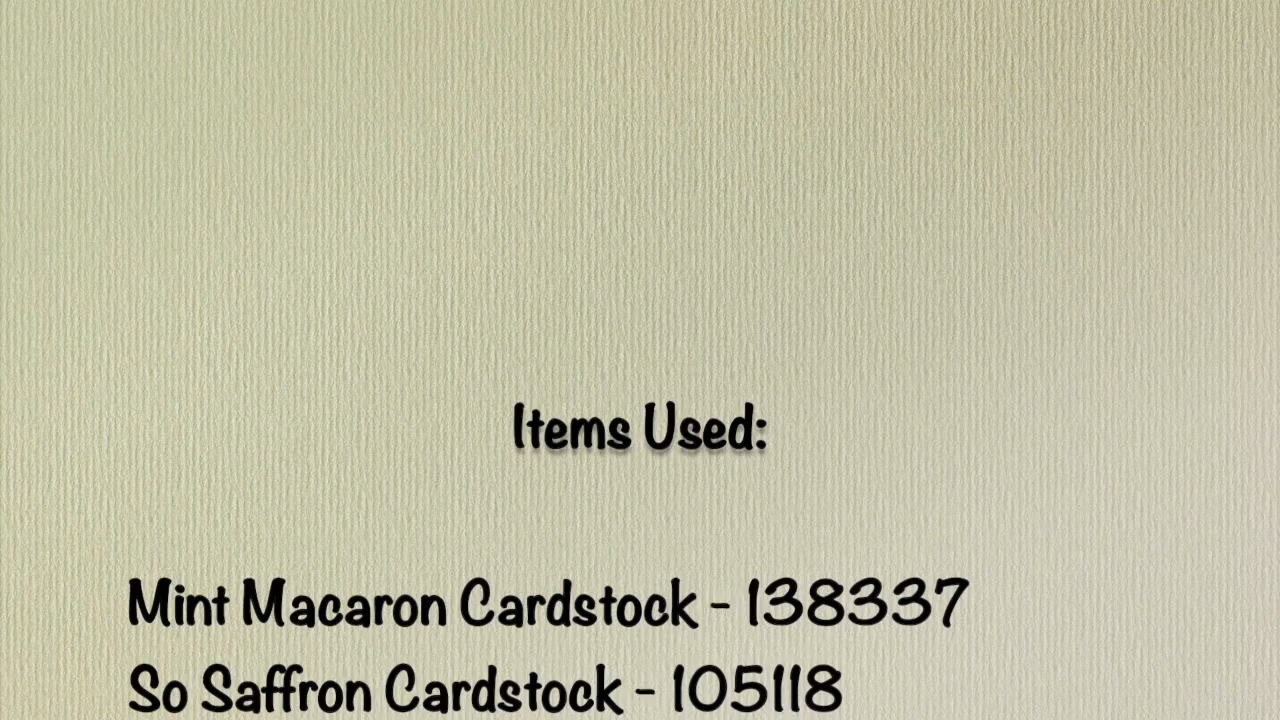 Items Used:
Mint Macaron Cardstock - 138337
So Saffron Cardstock - 105118